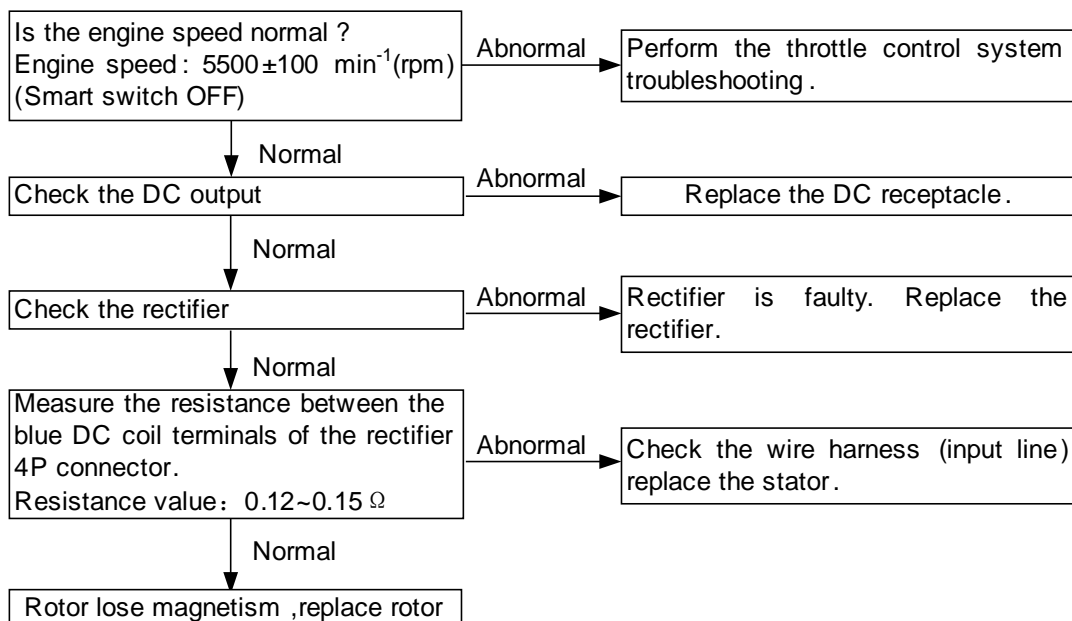 Is the engine speed normal ?
Engine speed: 5500±100 min⁻¹(rpm)
(Smart switch OFF)
Abnormal
Perform the throttle control system
troubleshooting.
Normal
Check the DC output
Abnormal
Replace the DC receptacle.
Normal
Check the rectifier
Abnormal
Rectifier is faulty. Replace the
rectifier.
Normal
Measure the resistance between the
blue DC coil terminals of the rectifier
4P connector.
Resistance value：0.12~0.15 Ω
Abnormal
Check the wire harness (input line)
replace the stator.
Normal
Rotor lose magnetism ,replace rotor